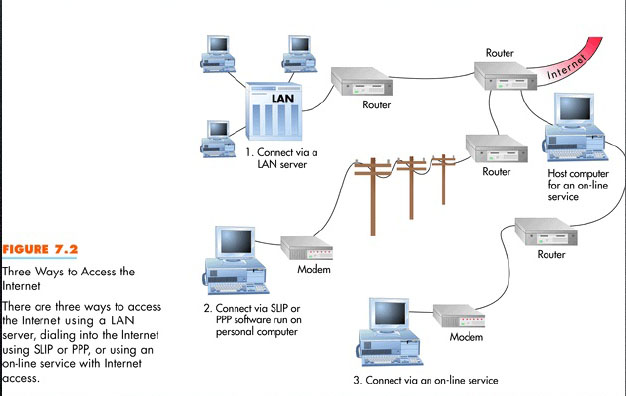 Router
Internet
LAN
Router
1. Connect via a
LAN server
Router
Host computer
for an on-line
service
FIGURE 7.2
Three Ways to Access the
Internet
There are three ways to access
the Internet using a LAN
server, dialing into the Internet
using SLIP or PPP, or using an
on-line service with Internet
access.
Modem
2. Connect via SLIP or
PPP software run on
personal computer
Router
Modem
3. Connect via an on-line service